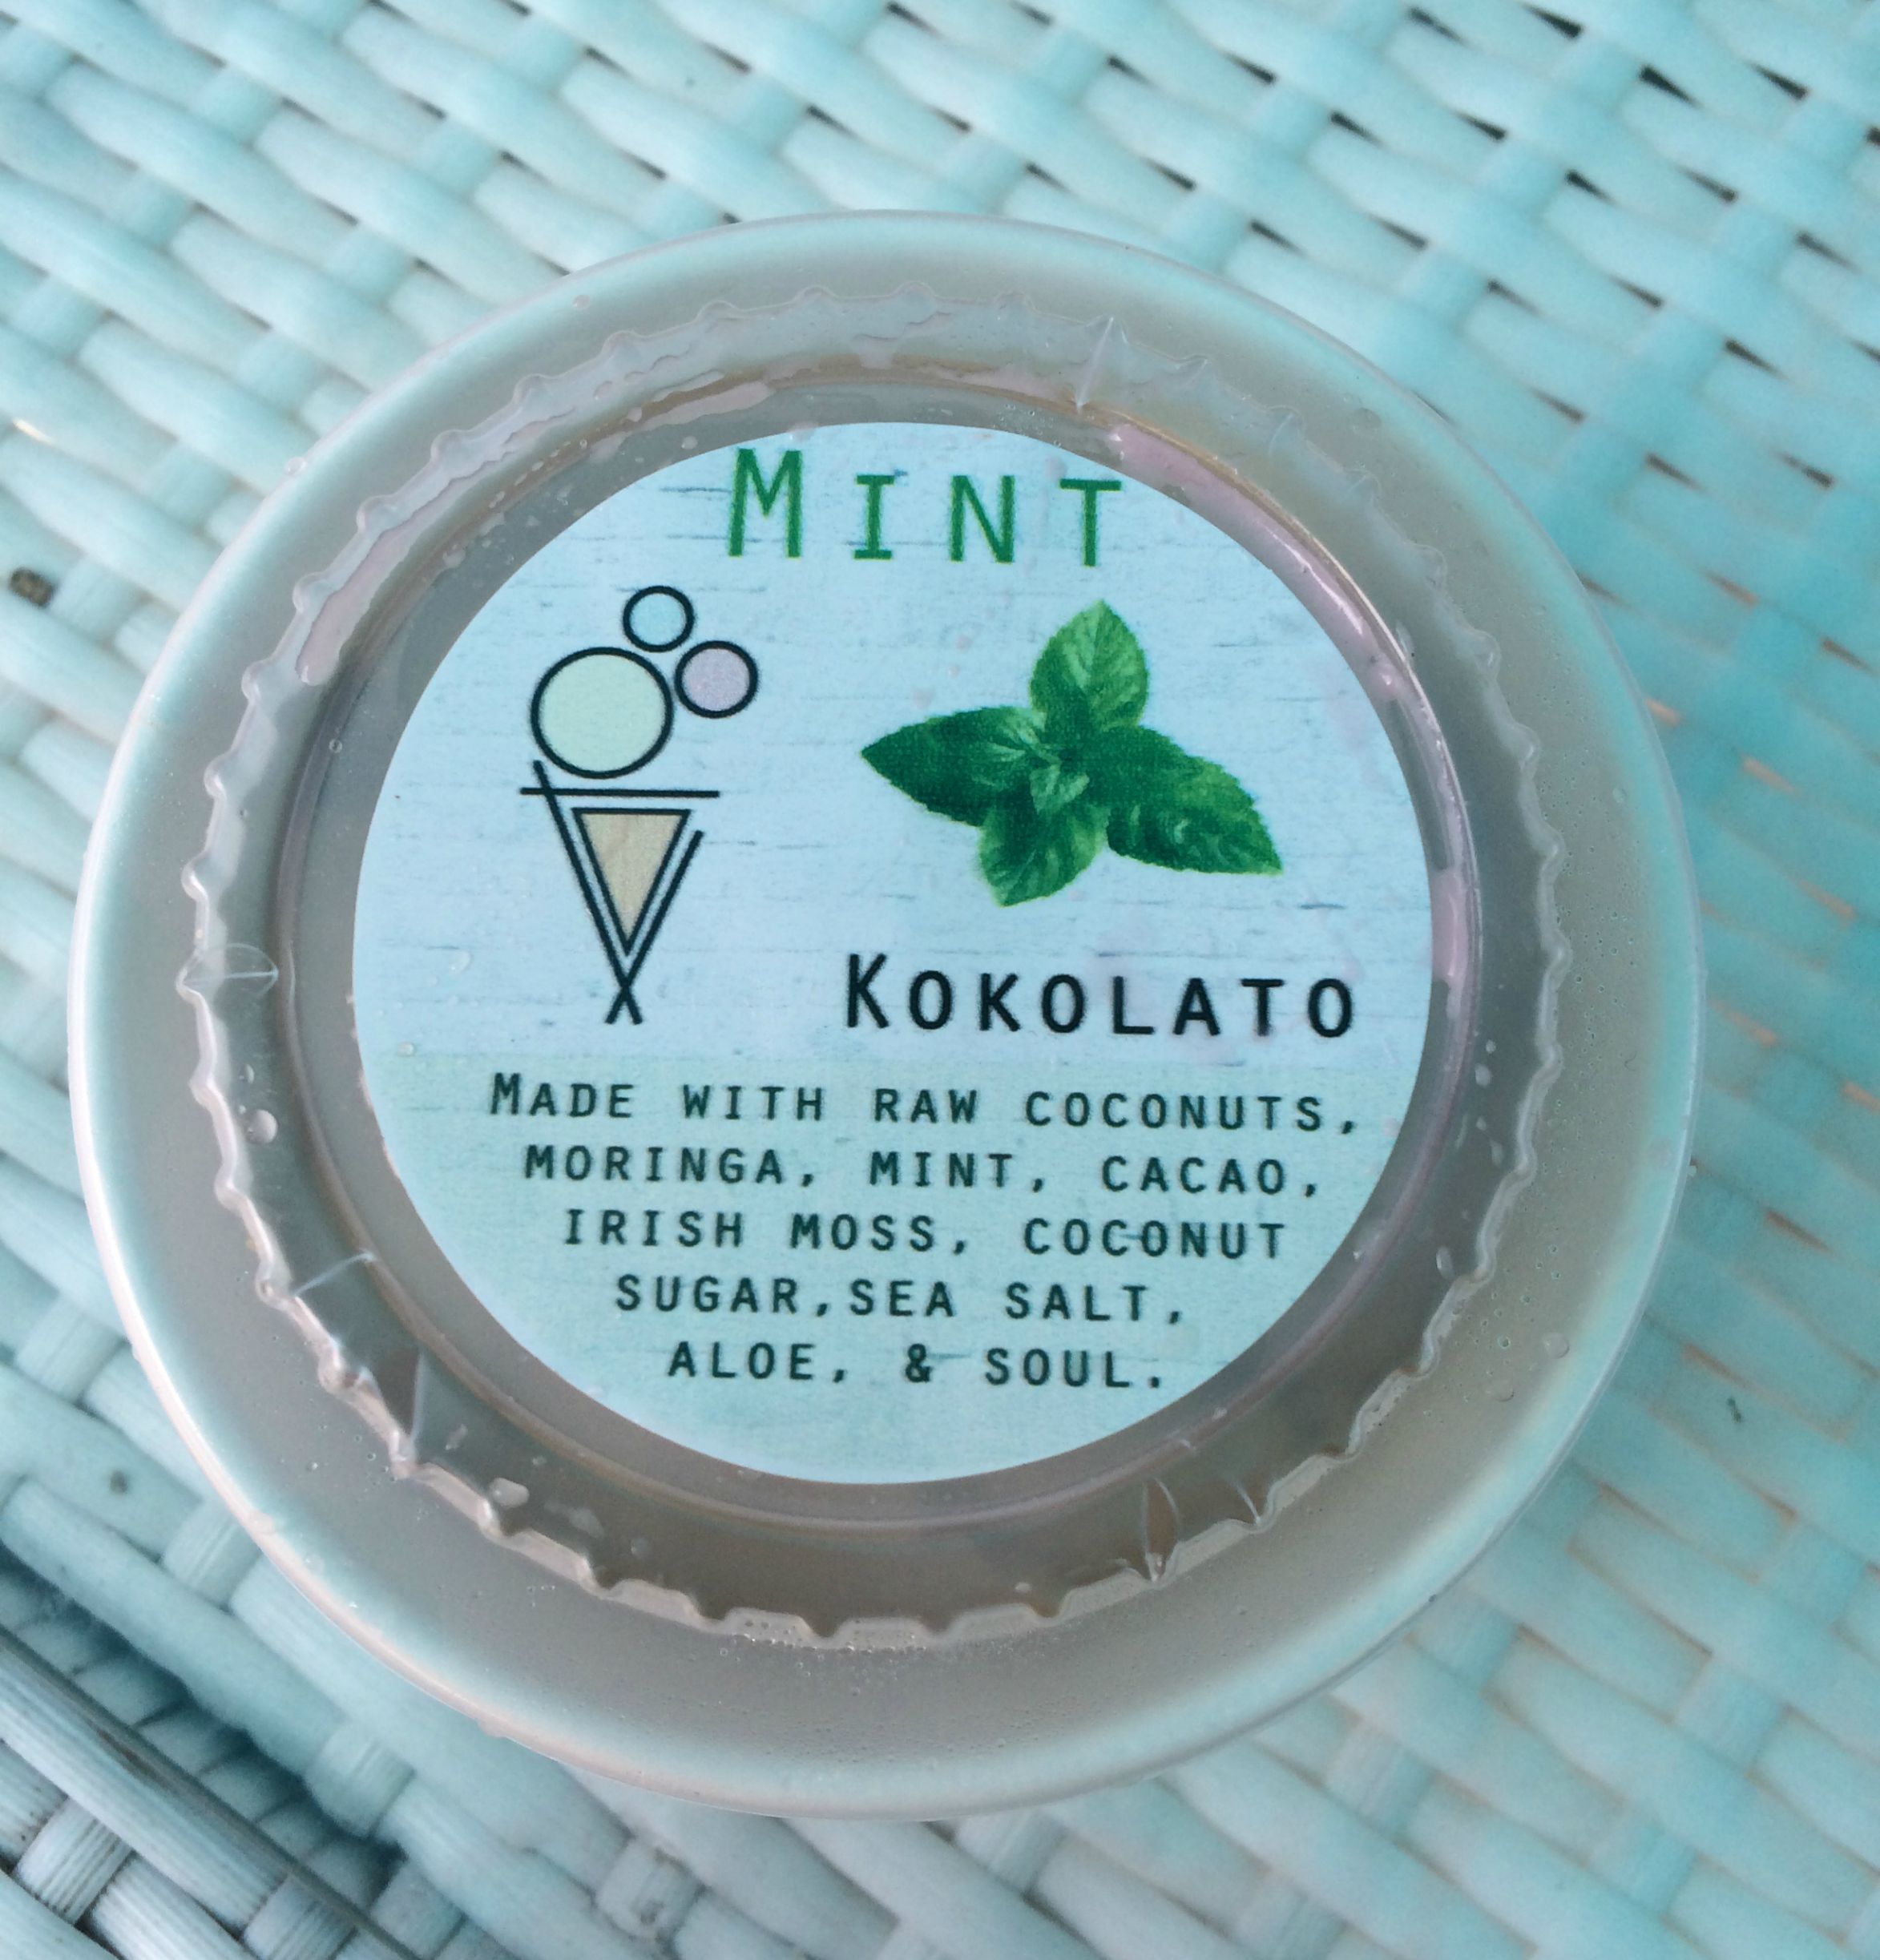 MINT
KOKOLATO
MADE WITH RAW COCONUTS,
MORINGA, MINT, CACAO,
IRISH MOSS, COCONUT
SUGAR,SEA SALT,
ALOE, & SOUL.